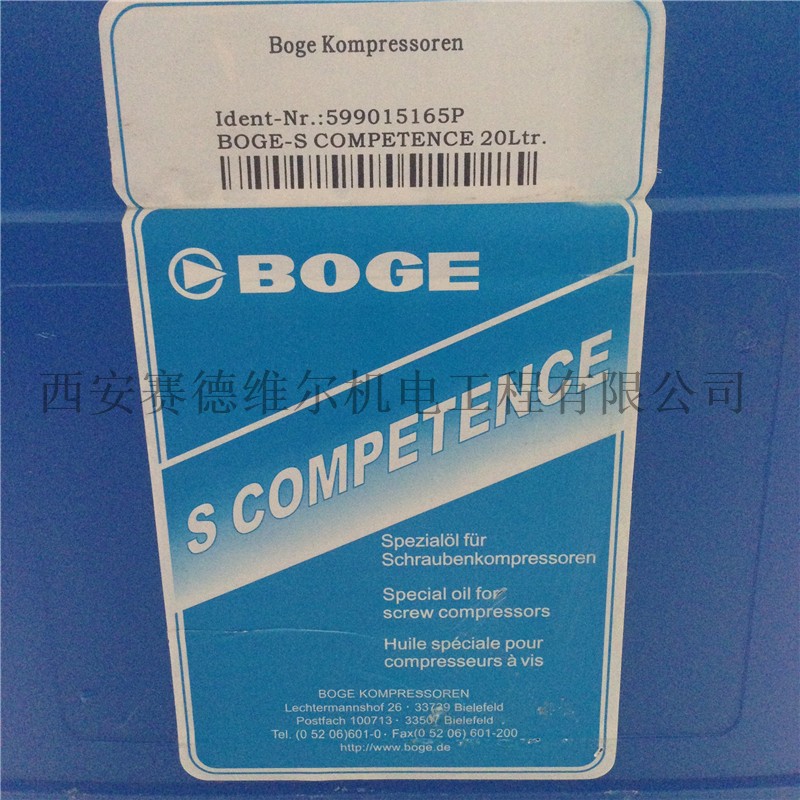 Boge Kompressoren
Ident-Nr.:599015165P
BOGE-S COMPETENCE 20Ltr.
BOGE
西安赛德维尔机电工程有限公司
S COMPETENCE
Spezialöl für
Schraubenkompressoren
Special oil for
screw compressors
Huile spéciale pour
compresseurs à vis
BOGE KOMPRESSOREN
Lechtermannshof 26 · 33739 Bielefeld
Postfach 100713 · 33507 Bielefeld
Tel. (0 52 06)601-0 · Fax(0 52 06) 601-200
http://www.boge.de